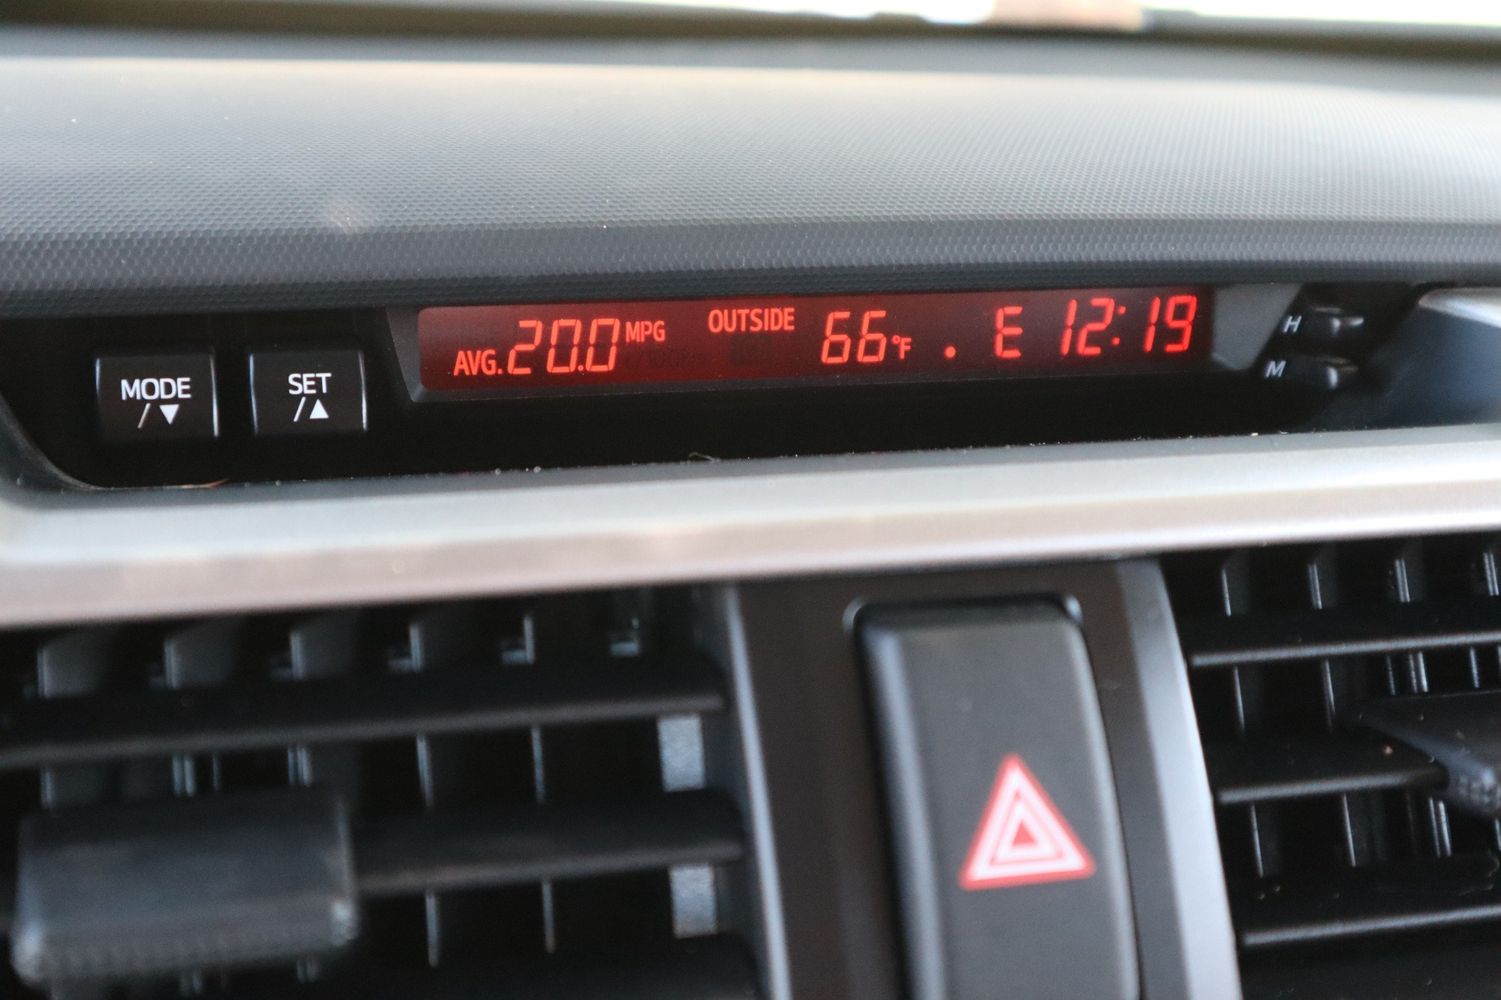 MODE
/▼
SET
/▲
AVG. 20.0 MPG
OUTSIDE
66°F
E
12:19
H
M